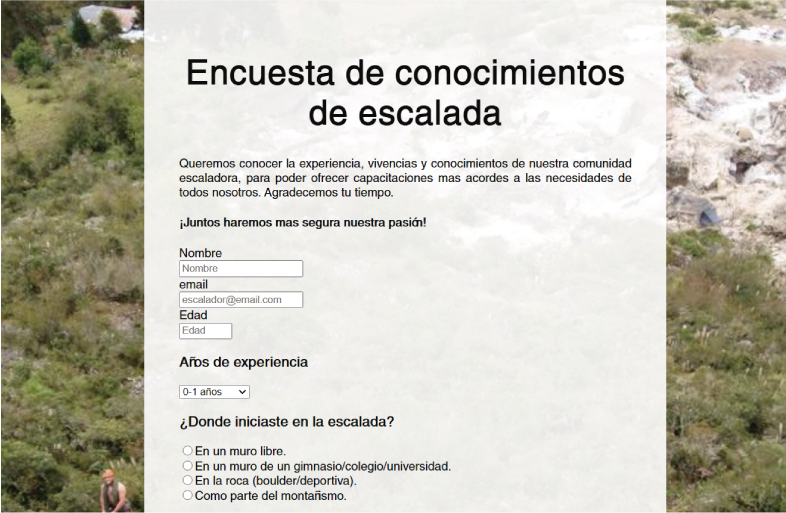 Encuesta de conocimientos
de escalada
Queremos conocer la experiencia, vivencias y conocimientos de nuestra comunidad
escaladora, para poder ofrecer capacitaciones mas acordes a las necesidades de
todos nosotros. Agradecemos tu tiempo.
¡Juntos haremos mas segura nuestra pasión!
Nombre
Nombre
email
escalador@email.com
Edad
Edad
Años de experiencia
0-1 años
¿Donde iniciaste en la escalada?
En un muro libre.
En un muro de un gimnasio/colegio/universidad.
En la roca (boulder/deportiva).
Como parte del montañismo.